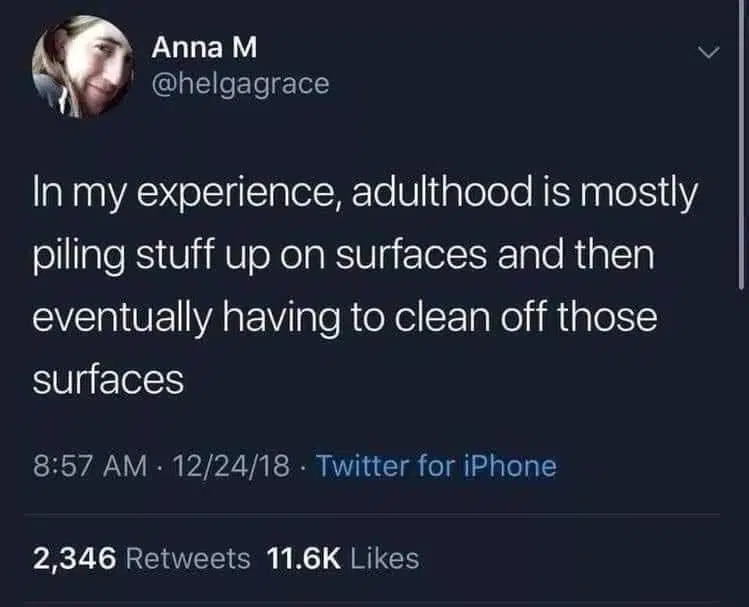 Anna M
@helgagrace
In my experience, adulthood is mostly
piling stuff up on surfaces and then
eventually having to clean off those
surfaces
8:57 AM · 12/24/18 · Twitter for iPhone
2,346 Retweets 11.6K Likes